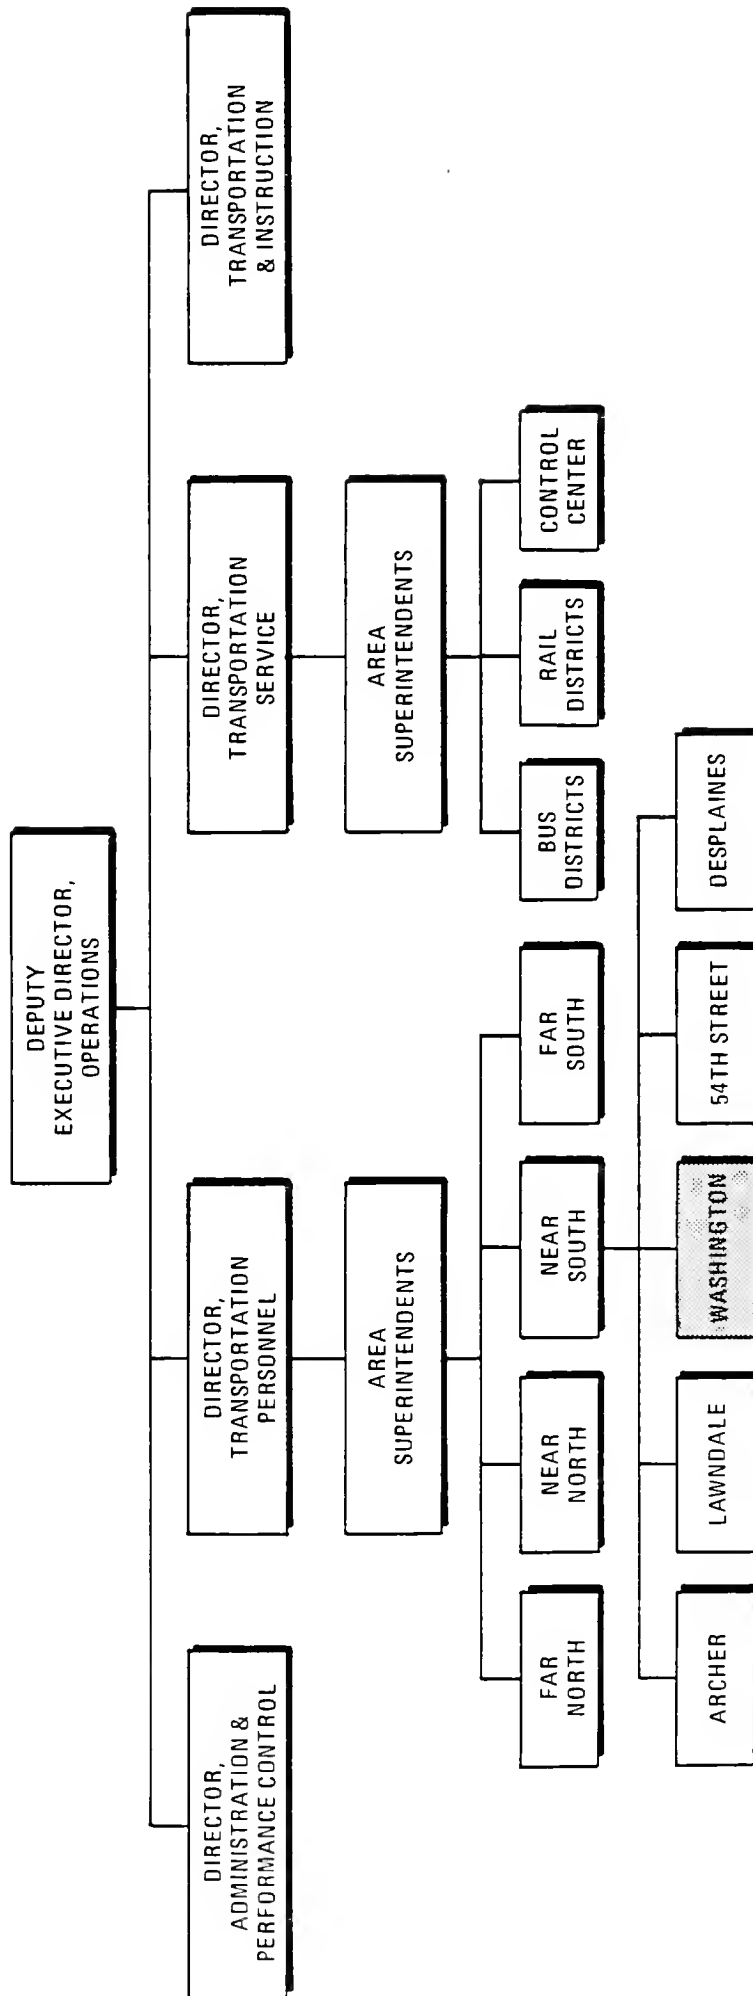 DEPUTY
EXECUTIVE DIRECTOR,
OPERATIONS
DIRECTOR,
ADMINISTRATION &
PERFORMANCE CONTROL
DIRECTOR,
TRANSPORTATION
PERSONNEL
DIRECTOR,
TRANSPORTATION
SERVICE
DIRECTOR,
TRANSPORTATION
& INSTRUCTION
AREA
SUPERINTENDENTS
AREA
SUPERINTENDENTS
FAR
NORTH
NEAR
NORTH
NEAR
SOUTH
FAR
SOUTH
BUS
DISTRICTS
RAIL
DISTRICTS
CONTROL
CENTER
ARCHER
LAWNDALE
WASHINGTON
54TH STREET
DESPLAINES